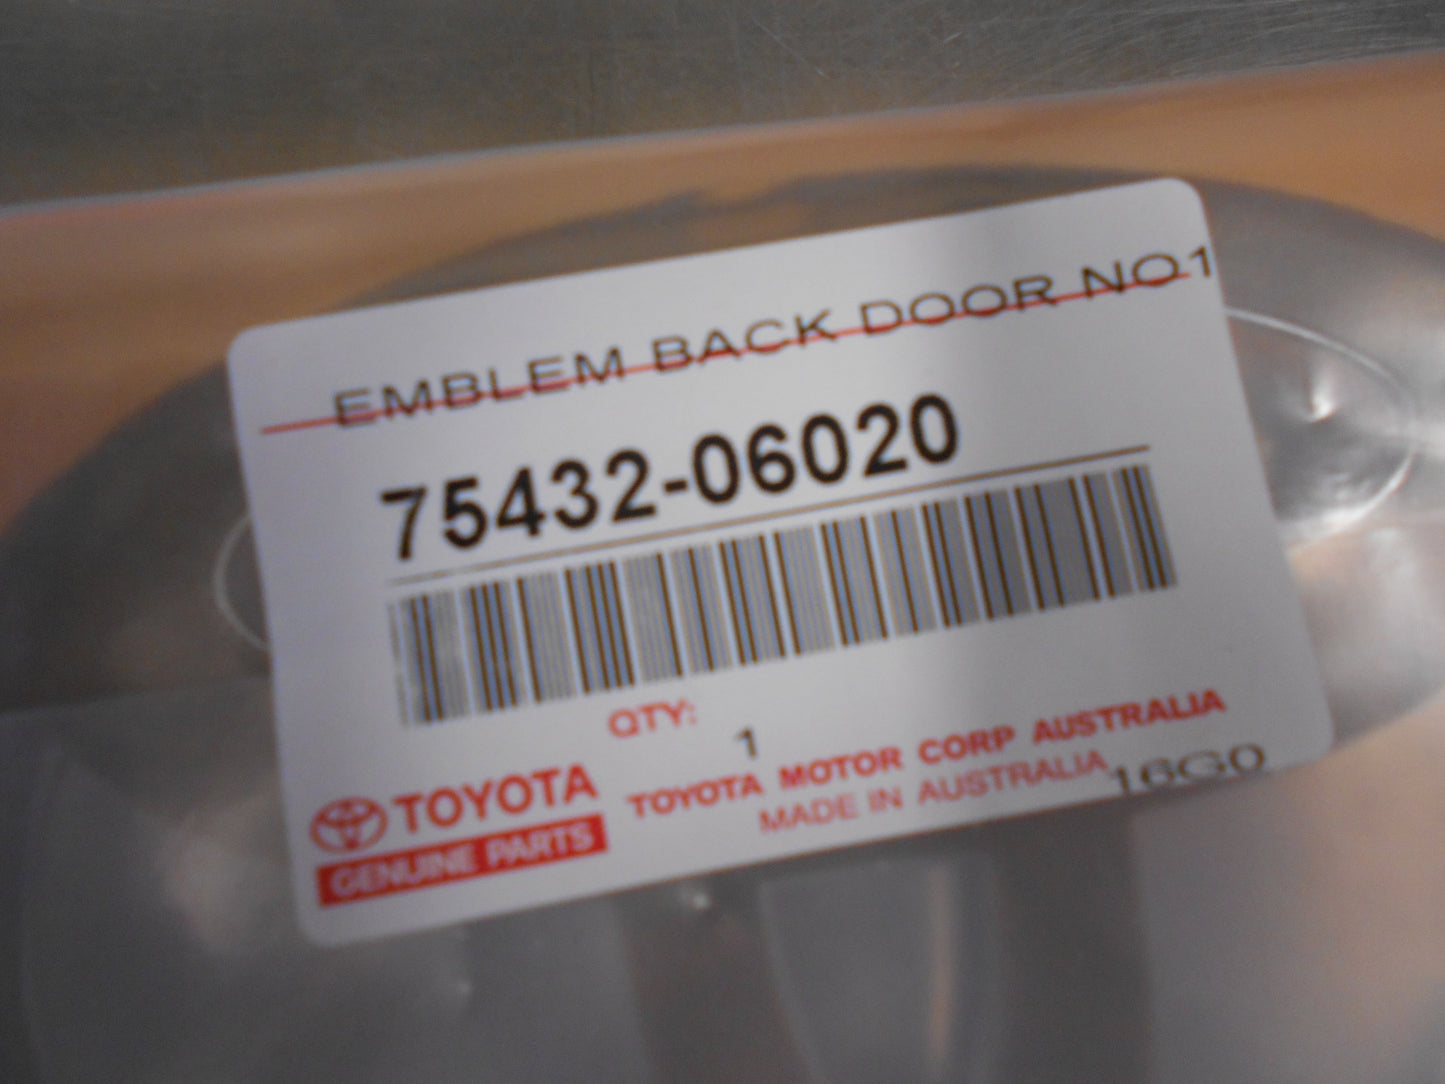 EMBLEM BACK DOOR NO1
75432-06020
QTY:
1
TOYOTA
GENUINE PARTS
TOYOTA MOTOR CORP AUSTRALIA
MADE IN AUSTRALIA
16G0